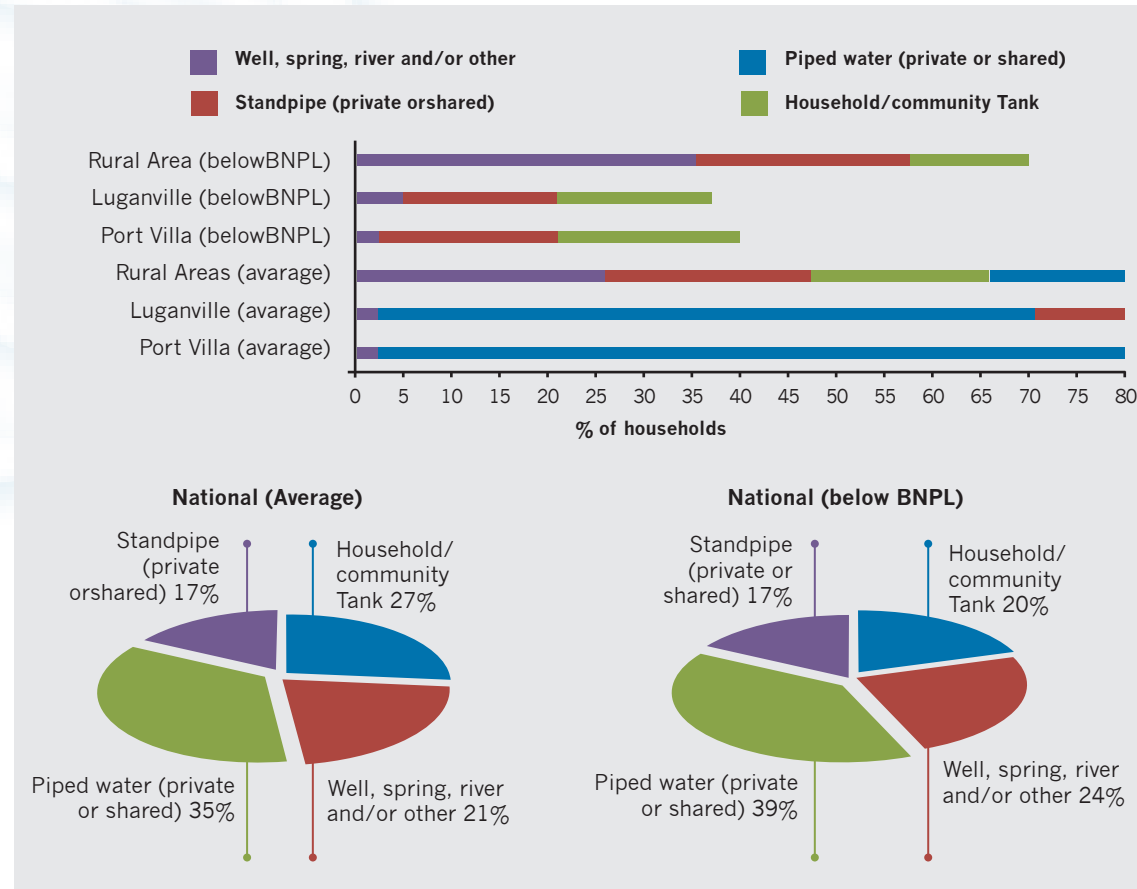 Well, spring, river and/or other
Piped water (private or shared)
Standpipe (private orshared)
Household/community Tank
Rural Area (belowBNPL)
Luganville (belowBNPL)
Port Villa (belowBNPL)
Rural Areas (avarage)
Luganville (avarage)
Port Villa (avarage)
0 5 10 15 20 25 30 35 40 45 50 55 60 65 70 75 80
% of households
National (Average)
Standpipe
(private
orshared) 17%
Household/
community
Tank 27%
Piped water (private
or shared) 35%
Well, spring, river
and/or other 21%
National (below BNPL)
Standpipe
(private or
shared) 17%
Household/
community
Tank 20%
Piped water (private
or shared) 39%
Well, spring, river
and/or other 24%